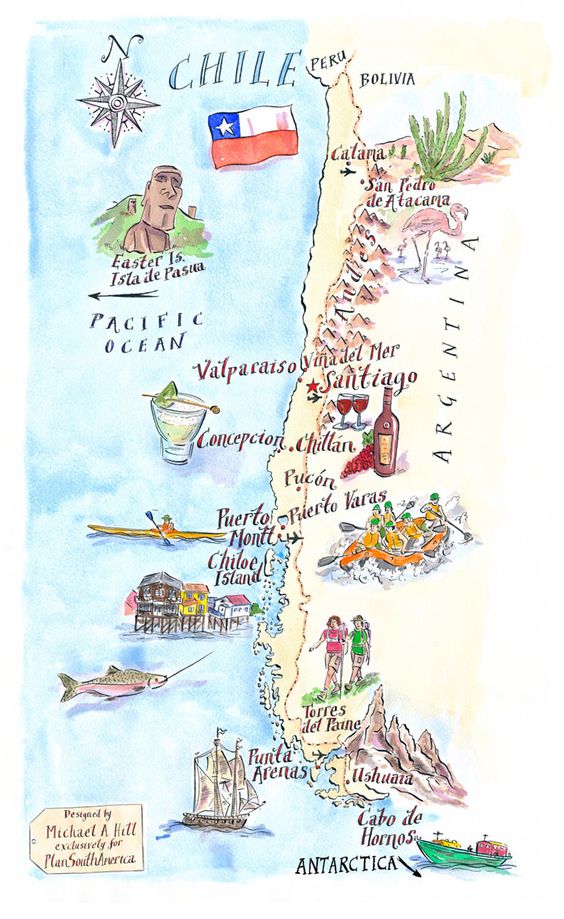 N
CHILE
PERU
BOLIVIA
Calama
San Pedro
de Atacama
Easter Is.
Isla de Pasua
PACIFIC
OCEAN
Andes
ARGENTINA
Valparaiso
Viña del Mer
Santiago
Concepcion
Chillán
Pucón
Puerto Varas
Puerto
Montt
Chiloe
Island
Torres
del Paine
Punta
Arenas
Ushuaia
Cabo de
Hornos
ANTARCTICA
Designed by
Michael A Hill
exclusively for
PlanSouthAmerica